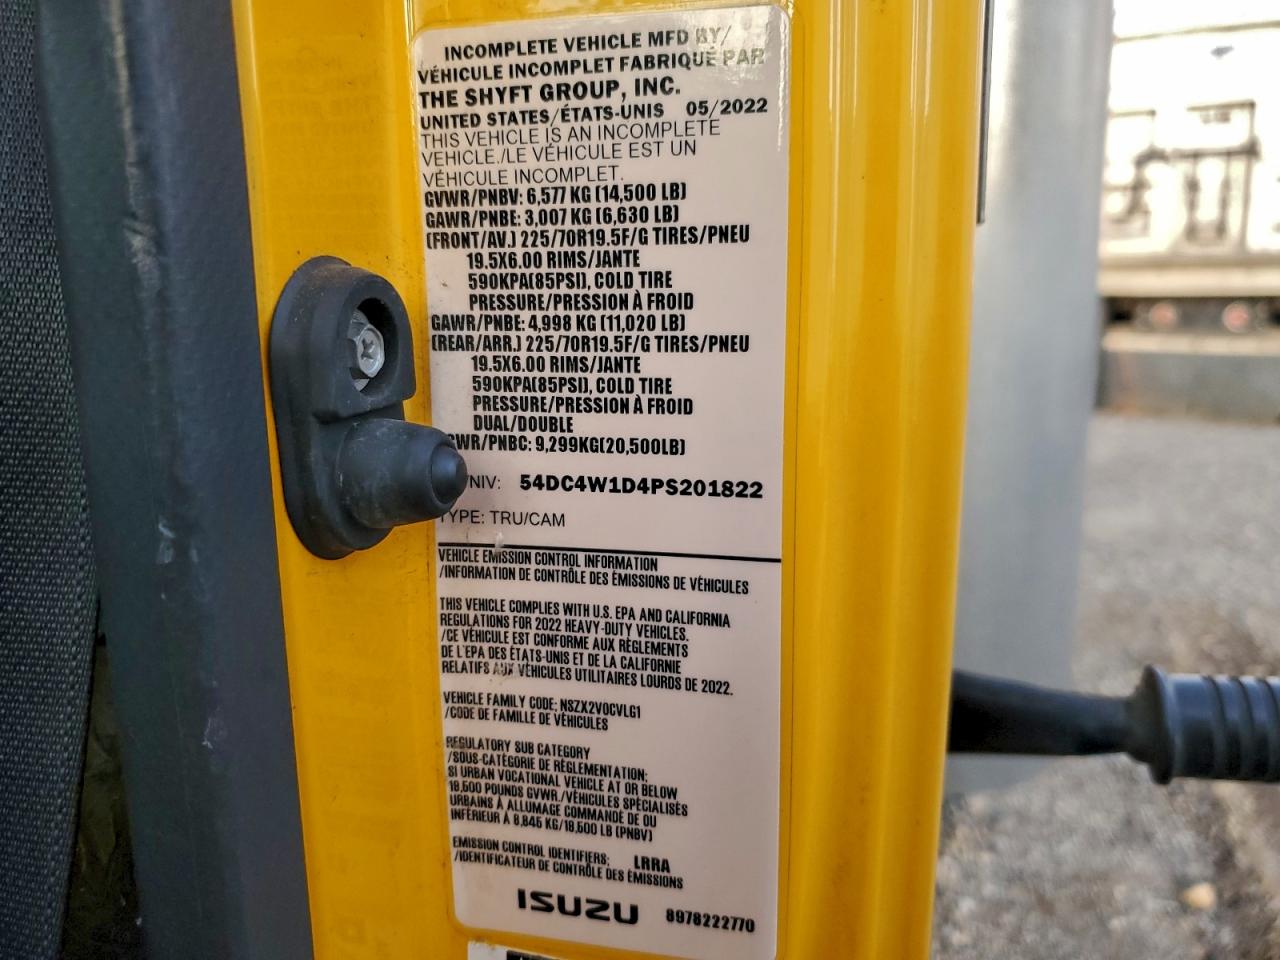 INCOMPLETE VEHICLE MFD BY/
VÉHICULE INCOMPLET FABRIQUÉ PAR
THE SHYFT GROUP, INC.
UNITED STATES/ÉTATS-UNIS 05/2022
THIS VEHICLE IS AN INCOMPLETE
VEHICLE./LE VÉHICULE EST UN
VÉHICULE INCOMPLET.
GVWR/PNBV: 6,577 KG (14,500 LB)
GAWR/PNBE: 3,007 KG (6,630 LB)
(FRONT/AV.) 225/70R19.5F/G TIRES/PNEU
19.5X6.00 RIMS/JANTE
590KPA(85PSI), COLD TIRE
PRESSURE/PRESSION À FROID
GAWR/PNBE: 4,998 KG (11,020 LB)
(REAR/ARR.) 225/70R19.5F/G TIRES/PNEU
19.5X6.00 RIMS/JANTE
590KPA(85PSI), COLD TIRE
PRESSURE/PRESSION À FROID
DUAL/DOUBLE
CWR/PNBC: 9,299KG(20,500LB)
NIV: 54DC4W1D4PS201822
TYPE: TRU/CAM
VEHICLE EMISSION CONTROL INFORMATION
/INFORMATION DE CONTRÔLE DES ÉMISSIONS DE VÉHICULES
THIS VEHICLE COMPLIES WITH U.S. EPA AND CALIFORNIA
REGULATIONS FOR 2022 HEAVY-DUTY VEHICLES.
/CE VÉHICULE EST CONFORME AUX RÈGLEMENTS
DE L'EPA DES ÉTATS-UNIS ET DE LA CALIFORNIE
RELATIFS AUX VÉHICULES UTILITAIRES LOURDS DE 2022.
VEHICLE FAMILY CODE: NSZX2VOCVLG1
/CODE DE FAMILLE DE VÉHICULES
REGULATORY SUB CATEGORY
/SOUS-CATÉGORIE DE RÉGLEMENTATION:
SI URBAN VOCATIONAL VEHICLE AT OR BELOW
19,500 POUNDS GVWR./VÉHICULES SPÉCIALISÉS
URBAINS À ALLUMAGE COMMANDÉ DE OU
INFÉRIEUR À 8,845 KG/19,500 LB (PNBV)
EMISSION CONTROL IDENTIFIERS: LRRA
/IDENTIFICATEUR DE CONTRÔLE DES ÉMISSIONS
ISUZU 8978222770